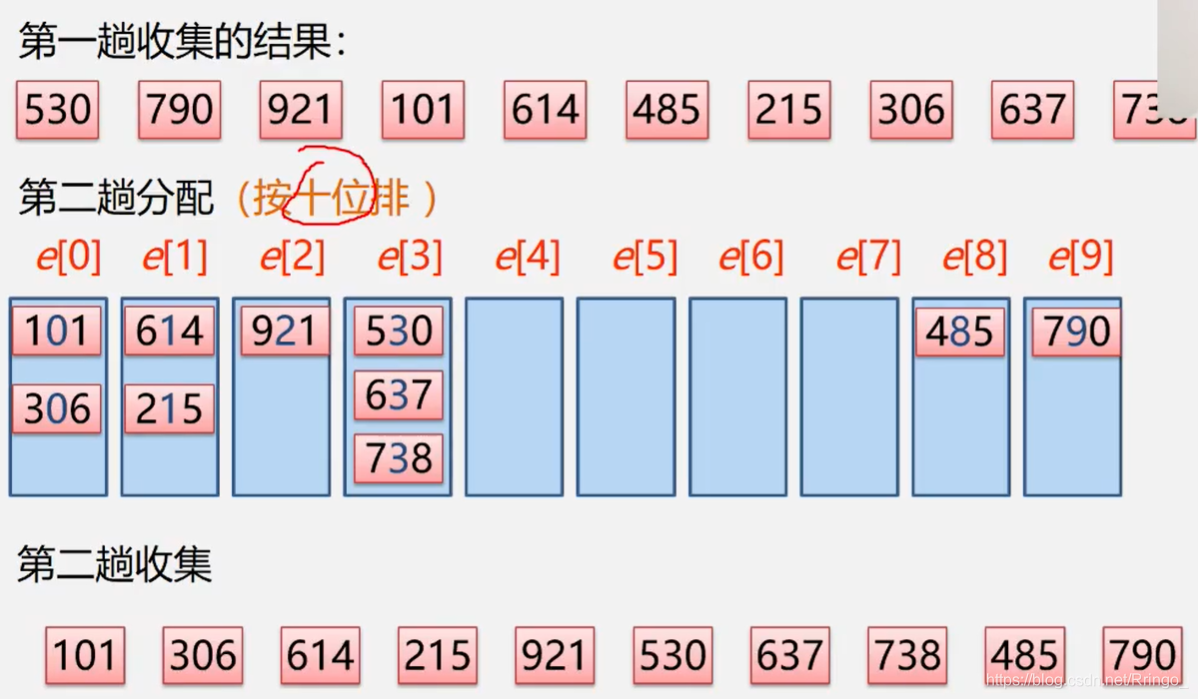 第一趟收集的结果：
530 790 921 101 614 485 215 306 637 738
第二趟分配（按十位排 ）
e[0] e[1] e[2] e[3] e[4] e[5] e[6] e[7] e[8] e[9]
101 614 921 530 485 790
306 215 637
738
第二趟收集
101 306 614 215 921 530 637 738 485 790
https://blog.csdn.net/Rringo_